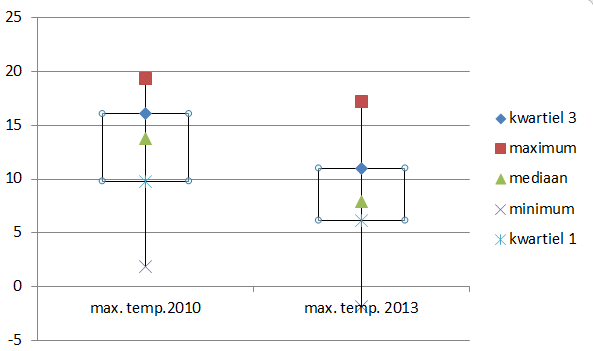 25
20
15
10
5
0
-5
max. temp.2010
max. temp. 2013
kwartiel 3
maximum
mediaan
minimum
kwartiel 1